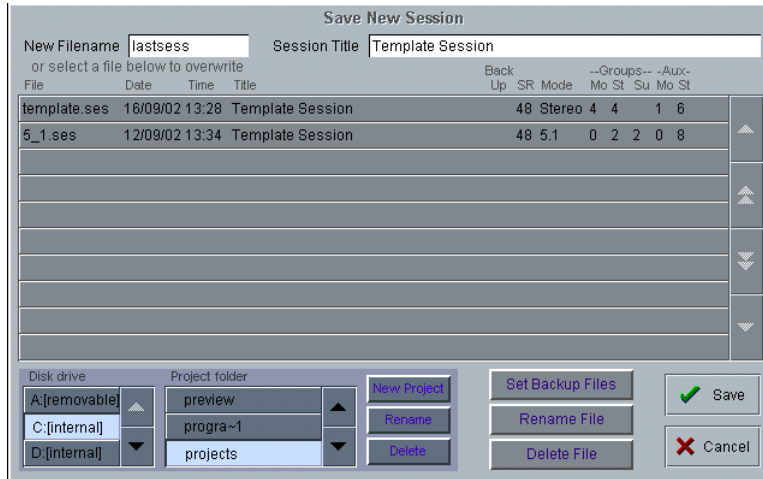 Save New Session
New Filename lastsess Session Title Template Session
or select a file below to overwrite
Back --Groups-- -Aux-
File Date Time Title Up SR Mode Mo St Su Mo St
template.ses 16/09/02 13:28 Template Session 48 Stereo 4 4 1 6
5_1.ses 12/09/02 13:34 Template Session 48 5.1 0 2 2 0 8
Disk drive Project folder
A:[removable] preview New Project Set Backup Files Save
C:[internal] progra~1 Rename Rename File
D:[internal] projects Delete Delete File Cancel